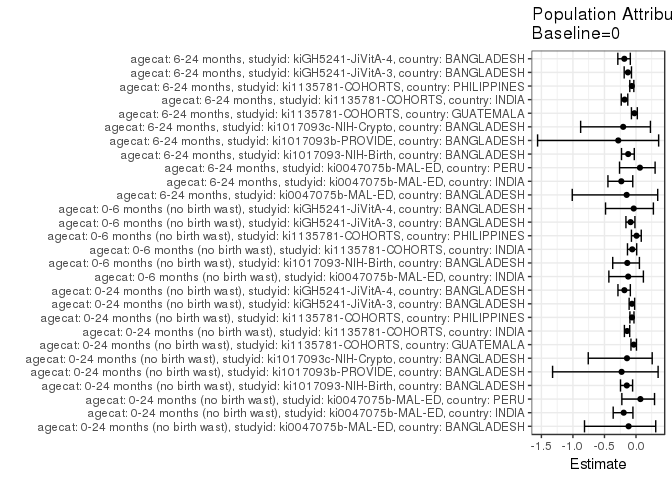 Population Attribu
Baseline=0
agecat: 6-24 months, studyid: kiGH5241-JiVitA-4, country: BANGLADESH
agecat: 6-24 months, studyid: kiGH5241-JiVitA-3, country: BANGLADESH
agecat: 6-24 months, studyid: ki1135781-COHORTS, country: PHILIPPINES
agecat: 6-24 months, studyid: ki1135781-COHORTS, country: INDIA
agecat: 6-24 months, studyid: ki1135781-COHORTS, country: GUATEMALA
agecat: 6-24 months, studyid: ki1017093c-NIH-Crypto, country: BANGLADESH
agecat: 6-24 months, studyid: ki1017093b-PROVIDE, country: BANGLADESH
agecat: 6-24 months, studyid: ki1017093-NIH-Birth, country: BANGLADESH
agecat: 6-24 months, studyid: ki0047075b-MAL-ED, country: PERU
agecat: 6-24 months, studyid: ki0047075b-MAL-ED, country: INDIA
agecat: 6-24 months, studyid: ki0047075b-MAL-ED, country: BANGLADESH
agecat: 0-6 months (no birth wast), studyid: kiGH5241-JiVitA-4, country: BANGLADESH
agecat: 0-6 months (no birth wast), studyid: kiGH5241-JiVitA-3, country: BANGLADESH
agecat: 0-6 months (no birth wast), studyid: ki1135781-COHORTS, country: PHILIPPINES
agecat: 0-6 months (no birth wast), studyid: ki1135781-COHORTS, country: INDIA
agecat: 0-6 months (no birth wast), studyid: ki1017093-NIH-Birth, country: BANGLADESH
agecat: 0-6 months (no birth wast), studyid: ki0047075b-MAL-ED, country: INDIA
agecat: 0-24 months (no birth wast), studyid: kiGH5241-JiVitA-4, country: BANGLADESH
agecat: 0-24 months (no birth wast), studyid: kiGH5241-JiVitA-3, country: BANGLADESH
agecat: 0-24 months (no birth wast), studyid: ki1135781-COHORTS, country: PHILIPPINES
agecat: 0-24 months (no birth wast), studyid: ki1135781-COHORTS, country: INDIA
agecat: 0-24 months (no birth wast), studyid: ki1135781-COHORTS, country: GUATEMALA
agecat: 0-24 months (no birth wast), studyid: ki1017093c-NIH-Crypto, country: BANGLADESH
agecat: 0-24 months (no birth wast), studyid: ki1017093b-PROVIDE, country: BANGLADESH
agecat: 0-24 months (no birth wast), studyid: ki1017093-NIH-Birth, country: BANGLADESH
agecat: 0-24 months (no birth wast), studyid: ki0047075b-MAL-ED, country: PERU
agecat: 0-24 months (no birth wast), studyid: ki0047075b-MAL-ED, country: INDIA
agecat: 0-24 months (no birth wast), studyid: ki0047075b-MAL-ED, country: BANGLADESH
-1.5 -1.0 -0.5 0.0
Estimate